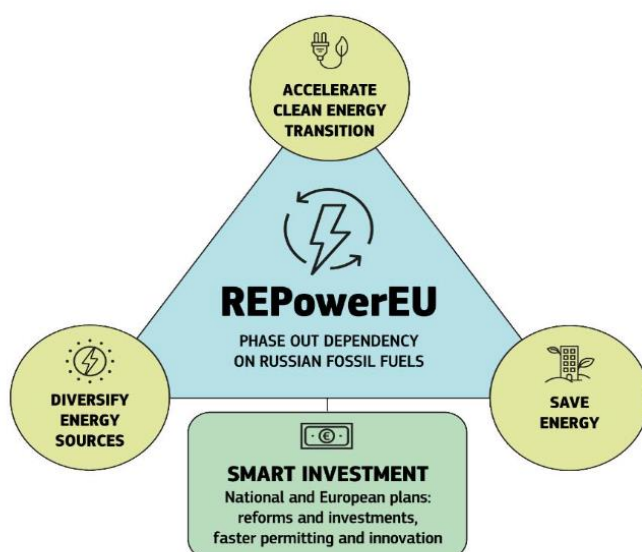 ACCELERATE
CLEAN ENERGY
TRANSITION
REPowerEU
PHASE OUT DEPENDENCY
ON RUSSIAN FOSSIL FUELS
DIVERSIFY
ENERGY
SOURCES
SAVE
ENERGY
€
SMART INVESTMENT
National and European plans:
reforms and investments,
faster permitting and innovation